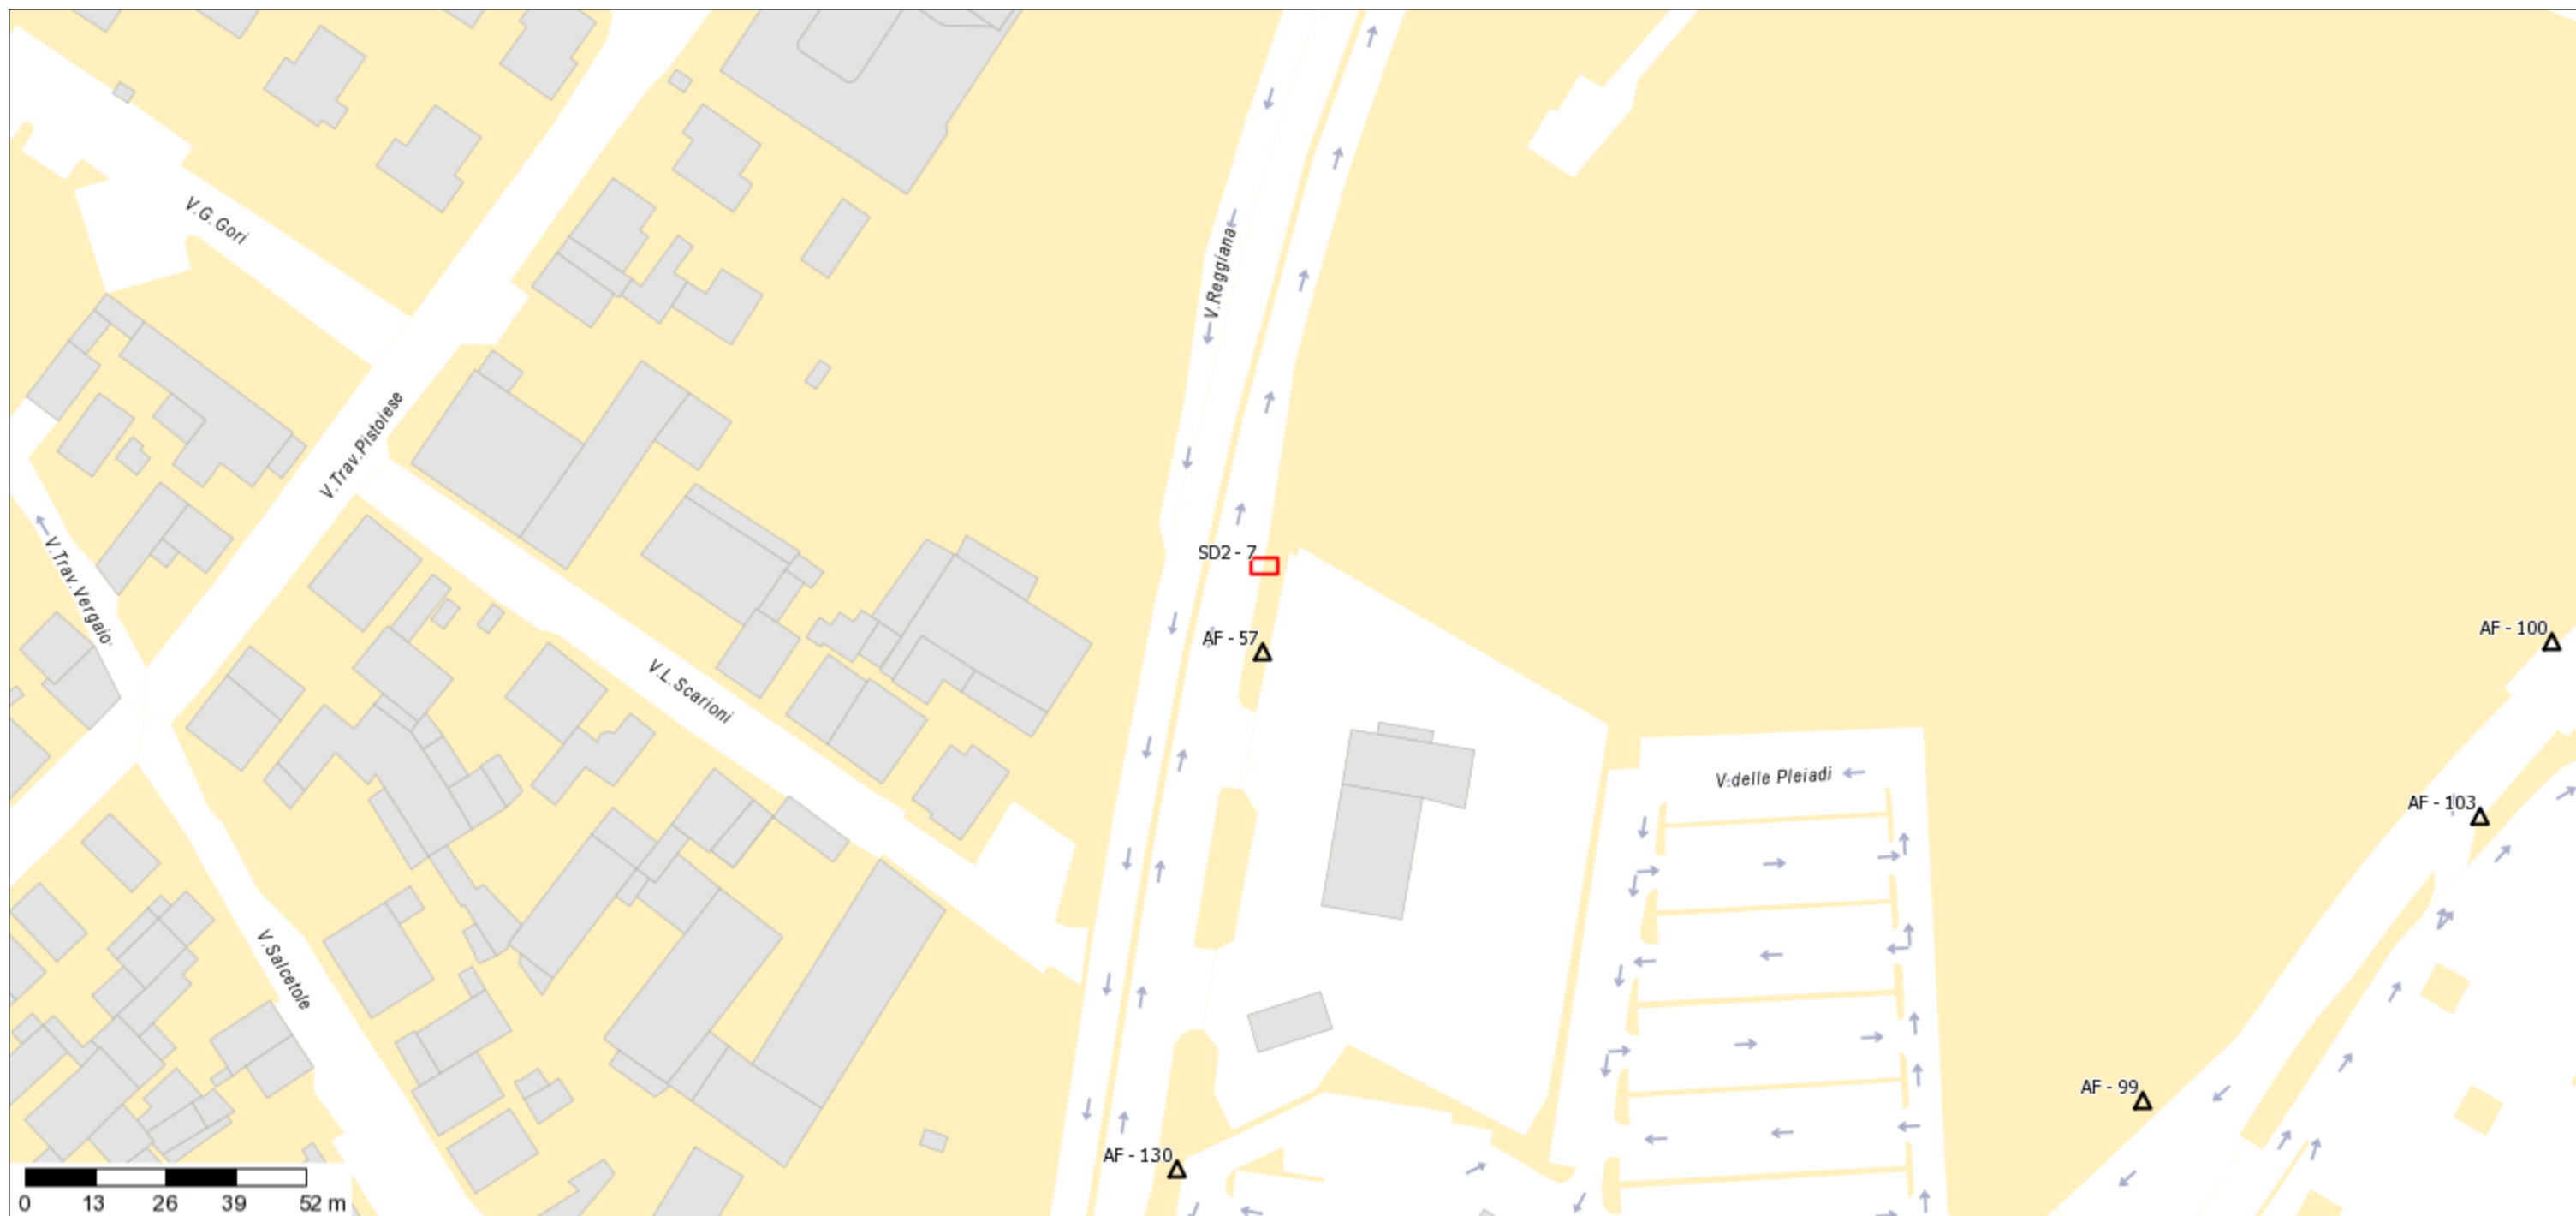 V.G.Gori
V.Reggiana
V.Trav.Pistoiese
V.Trav.Vergaio
SD2 - 7
AF - 57
AF - 100
V.L.Scarioni
V.delle Pleiadi
AF - 103
V.Salcetole
AF - 99
AF - 130
0 13 26 39 52 m